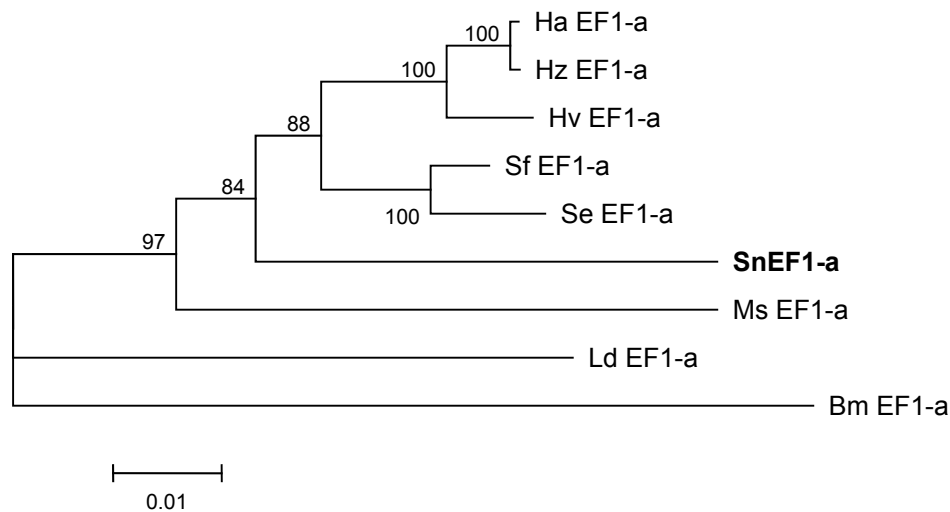 Ha EF1-a
100
Hz EF1-a
100
Hv EF1-a
88
Sf EF1-a
84
Se EF1-a
100
97
SnEF1-a
Ms EF1-a
Ld EF1-a
Bm EF1-a
0.01